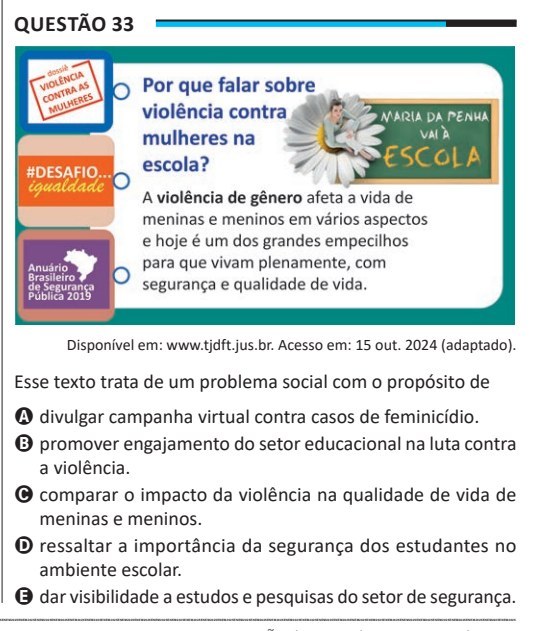 QUESTÃO 33
dossiê
VIOLÊNCIA
CONTRA AS
MULHERES
#DESAFIO...
igualdade
Anuário
Brasileiro
de Segurança
Pública 2019
Por que falar sobre
violência contra
mulheres na
escola?
MARIA DA PENHA
VAI À
ESCOLA
A violência de gênero afeta a vida de
meninas e meninos em vários aspectos
e hoje é um dos grandes empecilhos
para que vivam plenamente, com
segurança e qualidade de vida.
Disponível em: www.tjdft.jus.br. Acesso em: 15 out. 2024 (adaptado).
Esse texto trata de um problema social com o propósito de
A divulgar campanha virtual contra casos de feminicídio.
B promover engajamento do setor educacional na luta contra
a violência.
C comparar o impacto da violência na qualidade de vida de
meninas e meninos.
D ressaltar a importância da segurança dos estudantes no
ambiente escolar.
E dar visibilidade a estudos e pesquisas do setor de segurança.